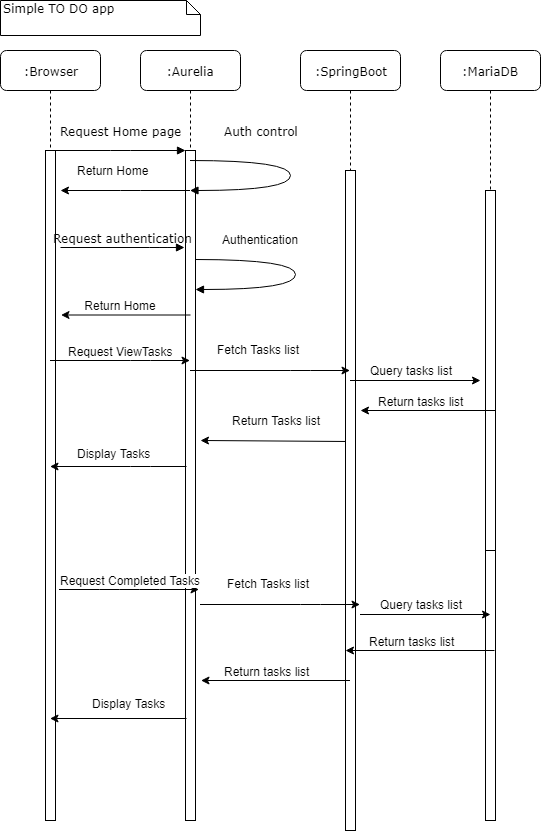 Simple TO DO app
:Browser
:Aurelia
:SpringBoot
:MariaDB
Request Home page
Auth control
Return Home
Request authentication
Authentication
Return Home
Request ViewTasks
Fetch Tasks list
Query tasks list
Return tasks list
Return Tasks list
Display Tasks
Request Completed Tasks
Fetch Tasks list
Query tasks list
Return tasks list
Return tasks list
Display Tasks